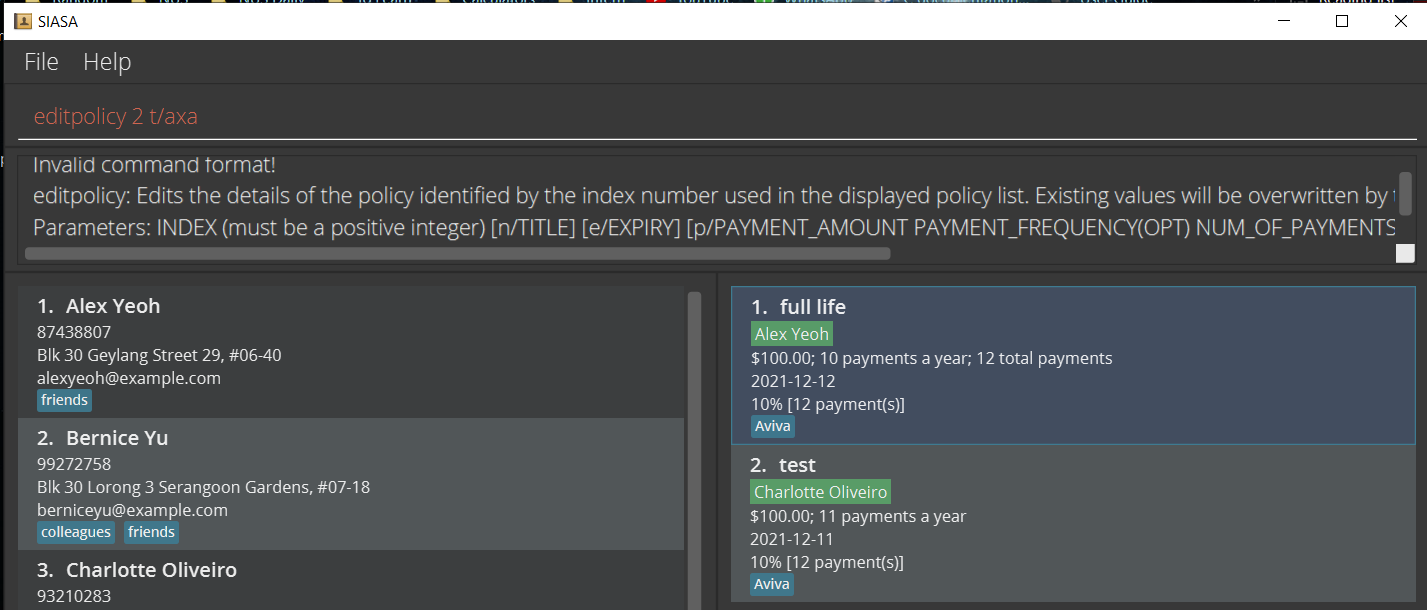 SIASA
File Help
editpolicy 2 t/axa
Invalid command format!
editpolicy: Edits the details of the policy identified by the index number used in the displayed policy list. Existing values will be overwritten by
Parameters: INDEX (must be a positive integer) [n/TITLE] [e/EXPIRY] [p/PAYMENT_AMOUNT PAYMENT_FREQUENCY(OPT) NUM_OF_PAYMENTS
1. Alex Yeoh
87438807
Blk 30 Geylang Street 29, #06-40
alexyeoh@example.com
friends
2. Bernice Yu
99272758
Blk 30 Lorong 3 Serangoon Gardens, #07-18
berniceyu@example.com
colleagues friends
3. Charlotte Oliveiro
93210283
1. full life
Alex Yeoh
$100.00; 10 payments a year; 12 total payments
2021-12-12
10% [12 payment(s)]
Aviva
2. test
Charlotte Oliveiro
$100.00; 11 payments a year
2021-12-11
10% [12 payment(s)]
Aviva